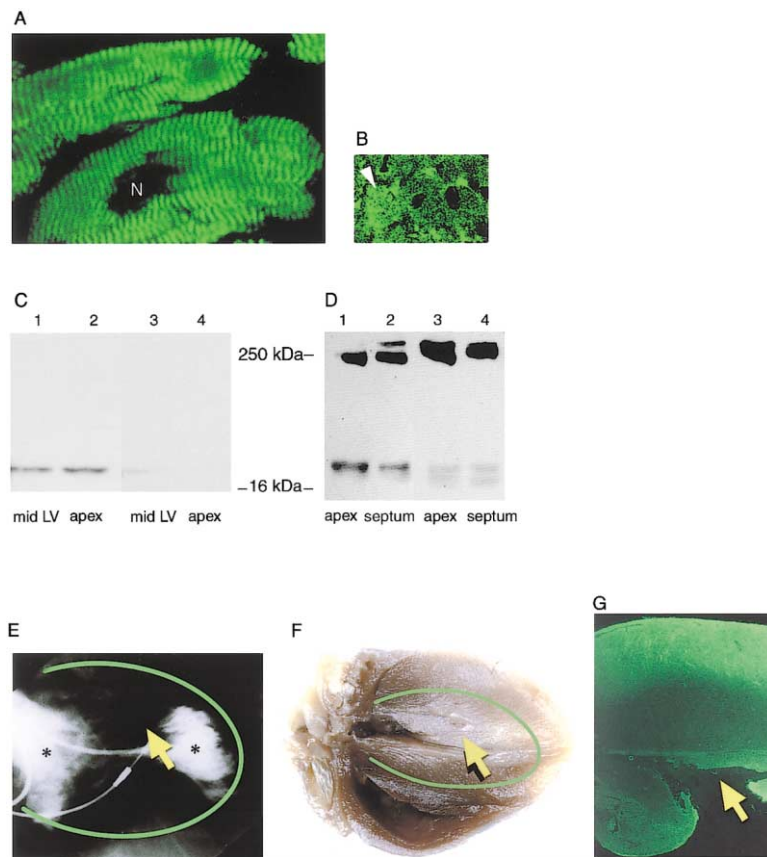 A
N
B
C
1 2 3 4
250 kDa–
–16 kDa–
mid LV apex mid LV apex
D
1 2 3 4
apex septum apex septum
E
* *
F
G